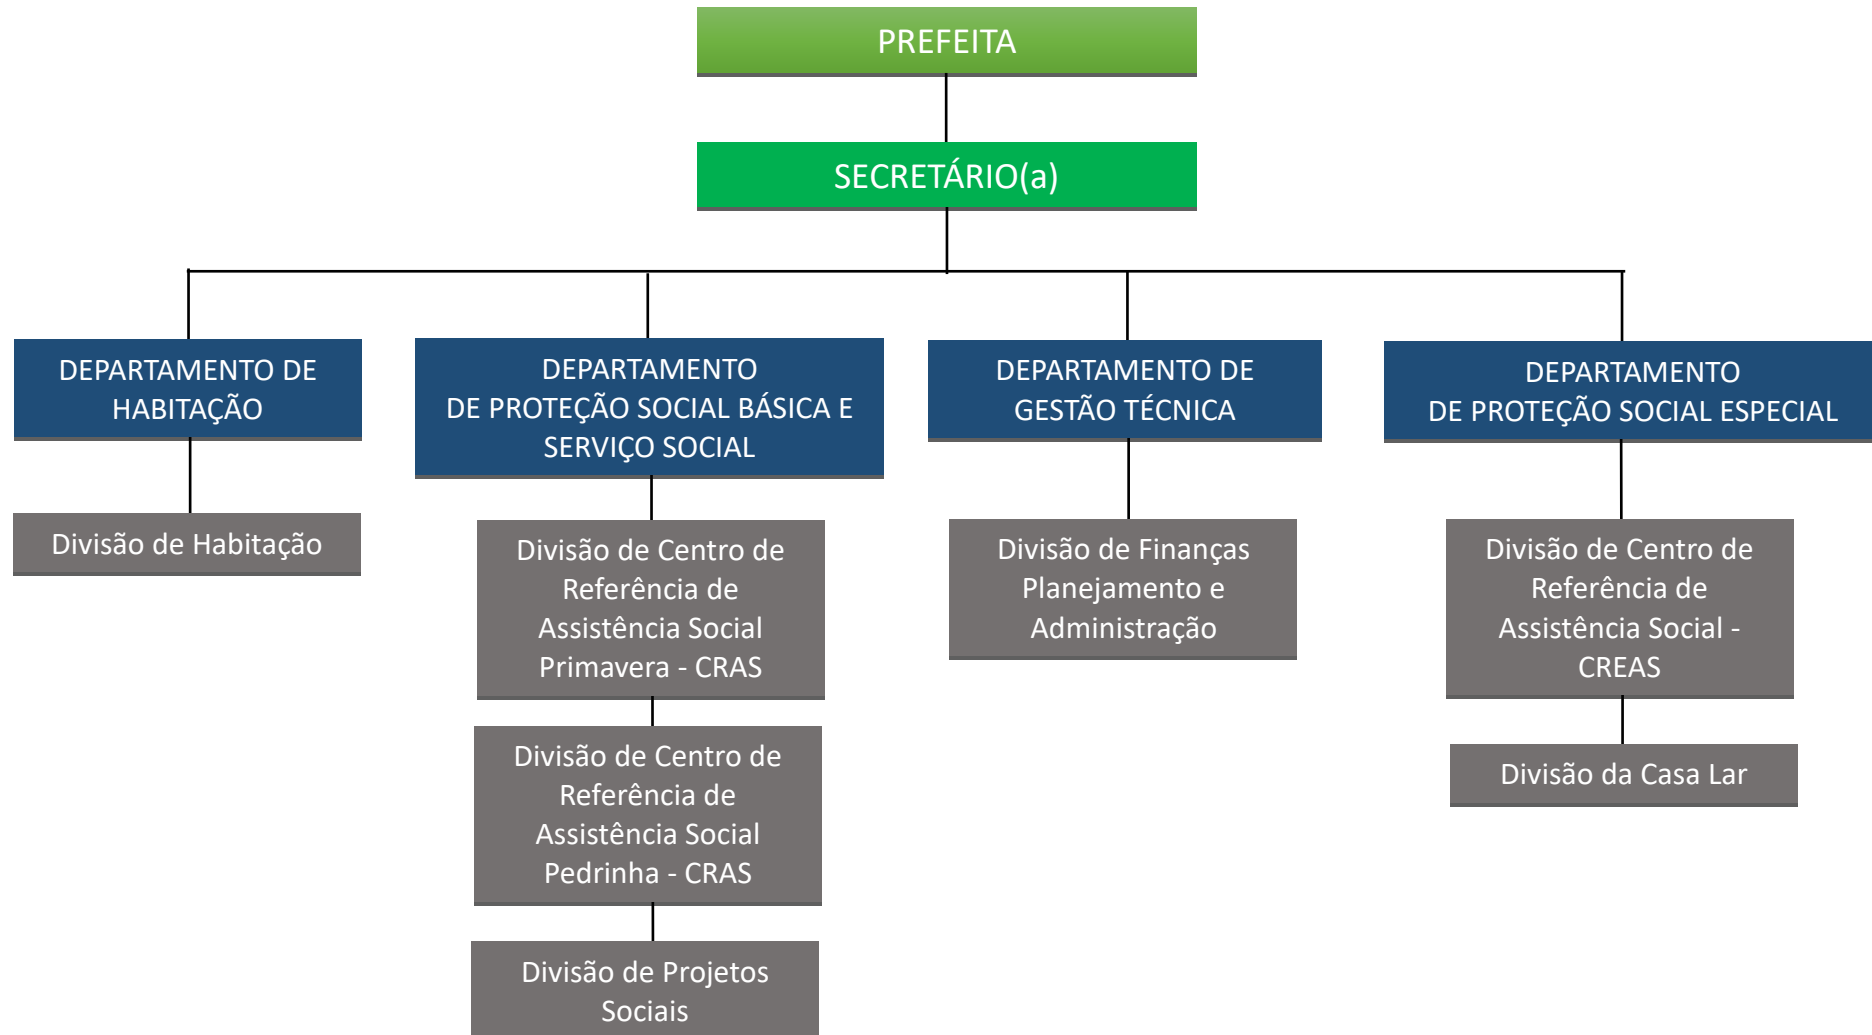 PREFEITA
SECRETÁRIO(a)
DEPARTAMENTO DE
HABITAÇÃO
Divisão de Habitação
DEPARTAMENTO
DE PROTEÇÃO SOCIAL BÁSICA E
SERVIÇO SOCIAL
Divisão de Centro de
Referência de
Assistência Social
Primavera - CRAS
Divisão de Centro de
Referência de
Assistência Social
Pedrinha - CRAS
Divisão de Projetos
Sociais
DEPARTAMENTO DE
GESTÃO TÉCNICA
Divisão de Finanças
Planejamento e
Administração
DEPARTAMENTO
DE PROTEÇÃO SOCIAL ESPECIAL
Divisão de Centro de
Referência de
Assistência Social -
CREAS
Divisão da Casa Lar